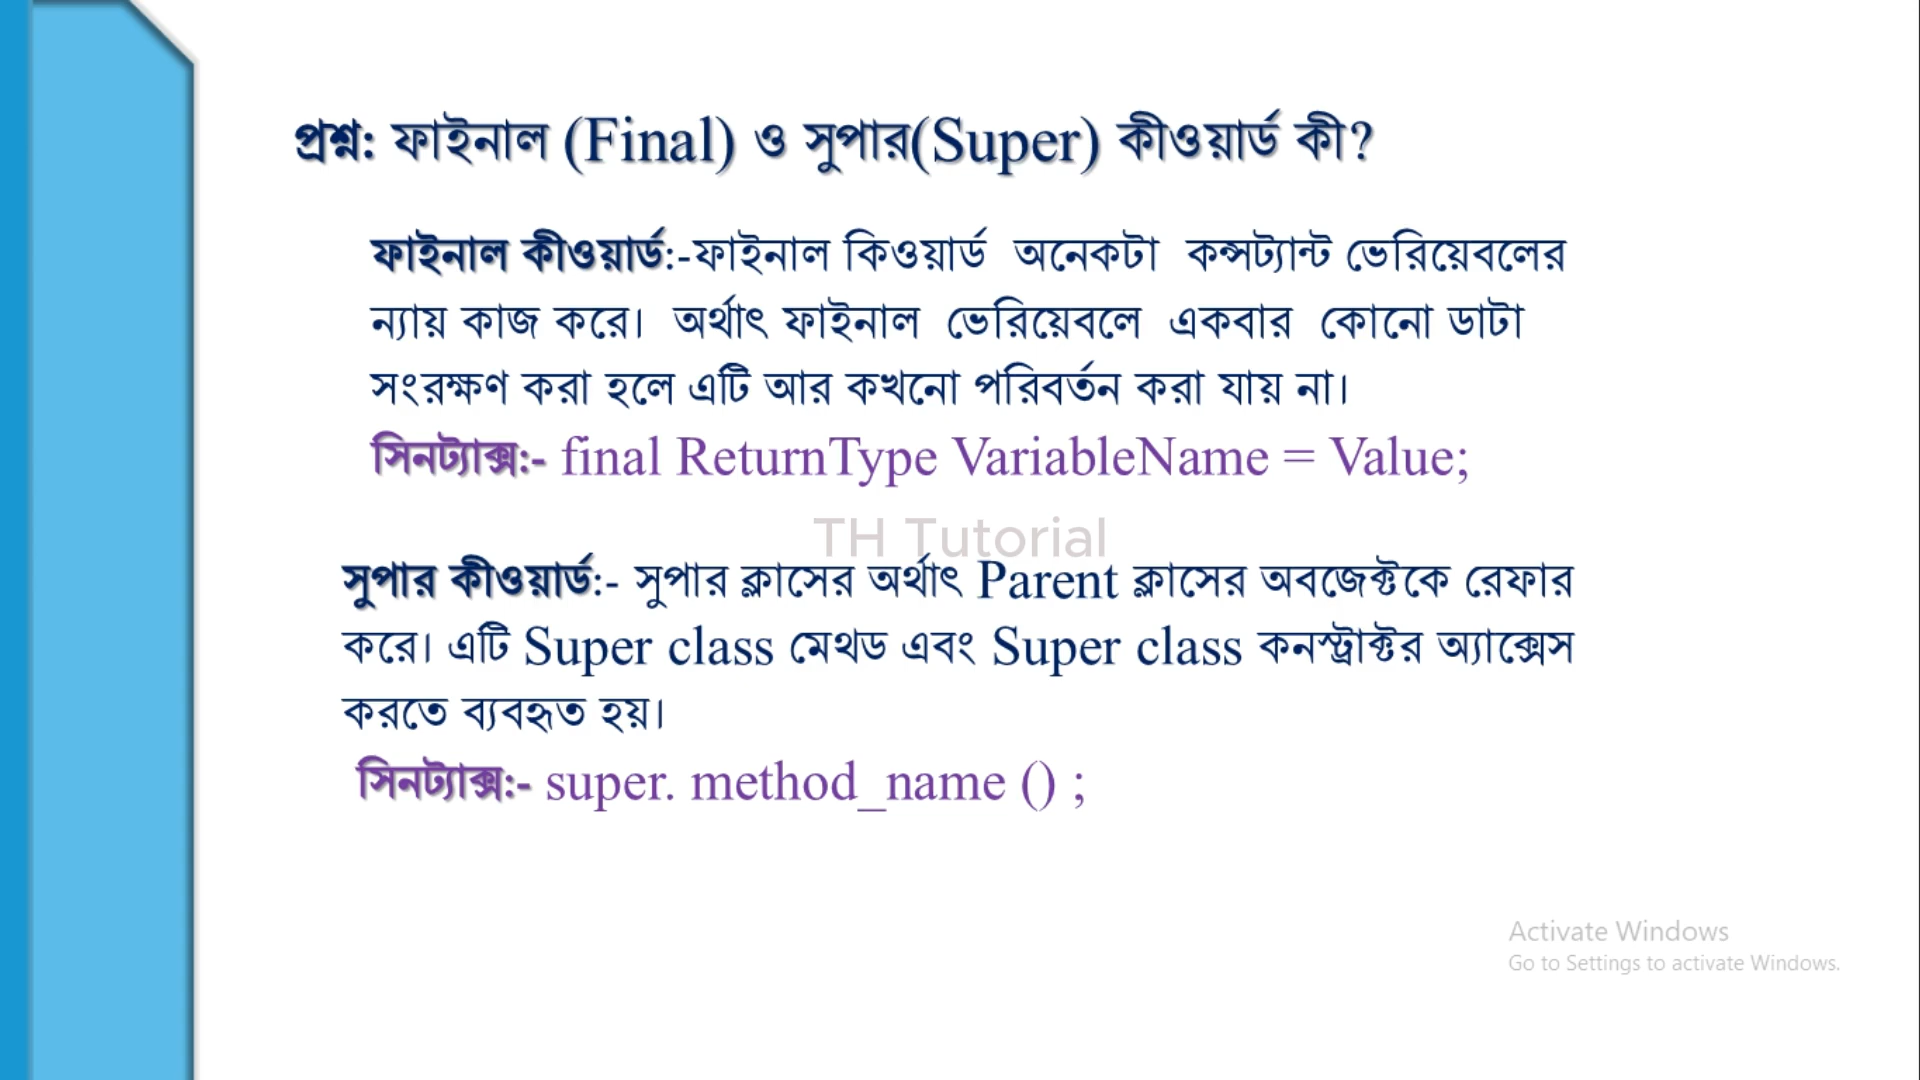 প্রশ্ন: ফাইনাল (Final) ও সুপার(Super) কীওয়ার্ড কী?
ফাইনাল কীওয়ার্ড:-ফাইনাল কিওয়ার্ড অনেকটা কন্সট্যান্ট ভেরিয়েবলের
ন্যায় কাজ করে। অর্থাৎ ফাইনাল ভেরিয়েবলে একবার কোনো ডাটা
সংরক্ষণ করা হলে এটি আর কখনো পরিবর্তন করা যায় না।
সিনট্যাক্স:- final ReturnType VariableName = Value;
TH Tutorial
সুপার কীওয়ার্ড:- সুপার ক্লাসের অর্থাৎ Parent ক্লাসের অবজেক্টকে রেফার
করে। এটি Super class মেথড এবং Super class কনস্ট্রাক্টর অ্যাক্সেস
করতে ব্যবহৃত হয়।
সিনট্যাক্স:- super. method_name () ;
Activate Windows
Go to Settings to activate Windows.